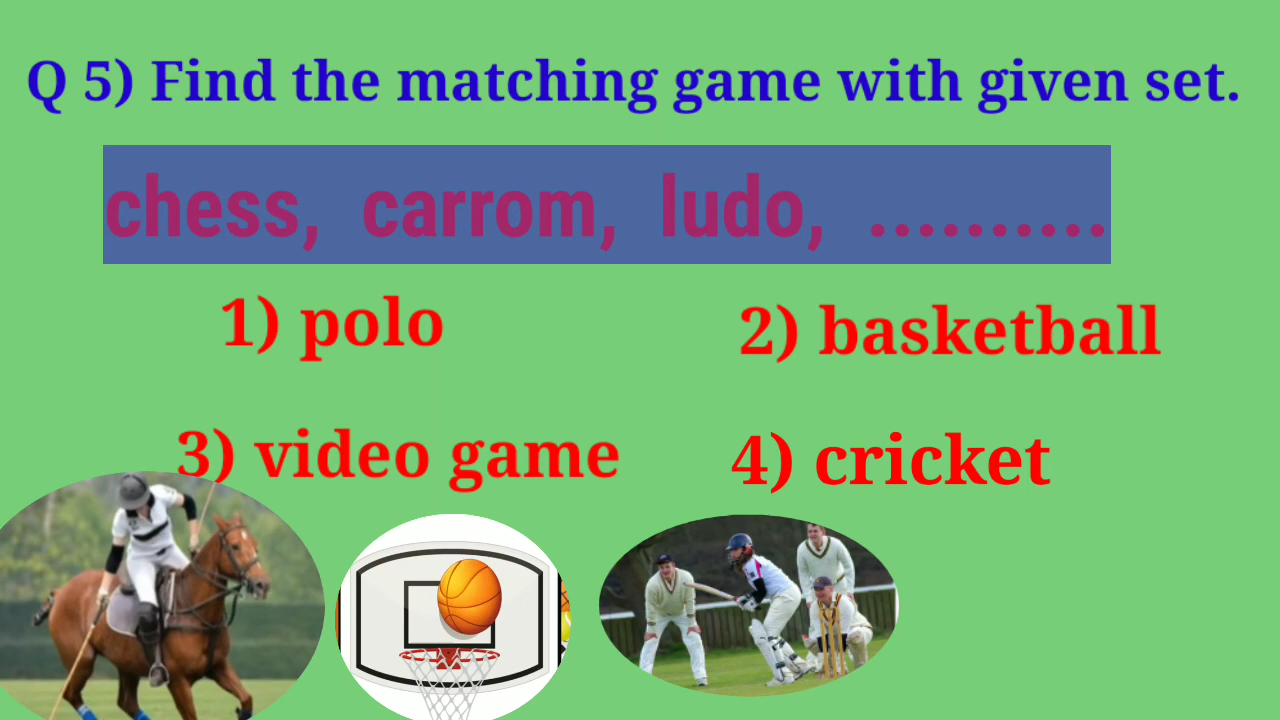 Q 5) Find the matching game with given set.
chess, carrom, ludo, ..........
1) polo 2) basketball
3) video game 4) cricket